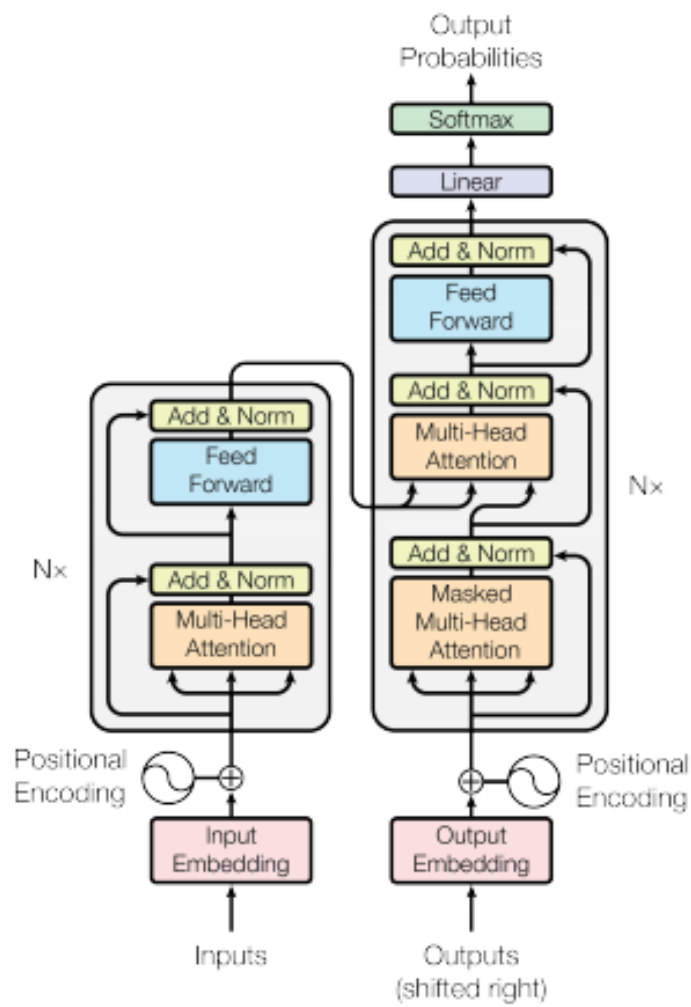 Output
Probabilities
Softmax
Linear
Add & Norm
Feed
Forward
Add & Norm
Multi-Head
Attention
Add & Norm
Masked
Multi-Head
Attention
Nx
Add & Norm
Feed
Forward
Add & Norm
Multi-Head
Attention
Nx
Positional
Encoding
Positional
Encoding
Input
Embedding
Output
Embedding
Inputs
Outputs
(shifted right)